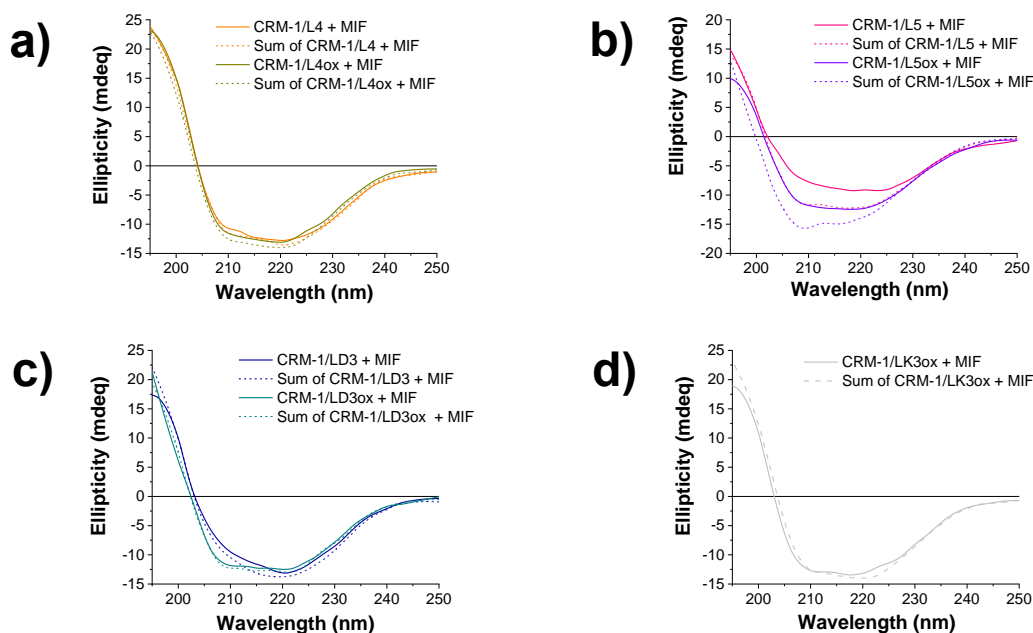 a)
CRM-1/L4 + MIF
Sum of CRM-1/L4 + MIF
CRM-1/L4ox + MIF
Sum of CRM-1/L4ox + MIF
Ellipticity (mdeq)
25
20
15
10
5
0
-5
-10
-15
200 210 220 230 240 250
Wavelength (nm)
b)
CRM-1/L5 + MIF
Sum of CRM-1/L5 + MIF
CRM-1/L5ox + MIF
Sum of CRM-1/L5ox + MIF
Ellipticity (mdeq)
20
15
10
5
0
-5
-10
-15
-20
200 210 220 230 240 250
Wavelength (nm)
c)
CRM-1/LD3 + MIF
Sum of CRM-1/LD3 + MIF
CRM-1/LD3ox + MIF
Sum of CRM-1/LD3ox + MIF
Ellipticity (mdeq)
25
20
15
10
5
0
-5
-10
-15
200 210 220 230 240 250
Wavelength (nm)
d)
CRM-1/LK3ox + MIF
Sum of CRM-1/LK3ox + MIF
Ellipticity (mdeq)
25
20
15
10
5
0
-5
-10
-15
200 210 220 230 240 250
Wavelength (nm)